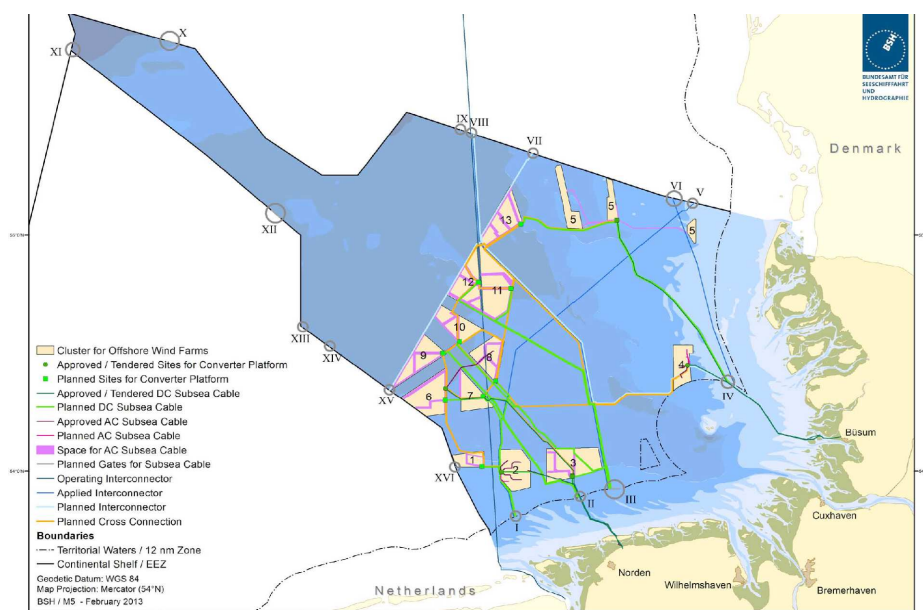 BSH
BUNDESAMT FÜR
SEESCHIFFFAHRT
UND
HYDROGRAPHIE
X
XI
IX
VIII
VII
Denmark
VI
V
5
5
5
13
XII
12
11
10
XIII
XIV
9
8
4
XV
6
7
IV
Büsum
1
2
3
XVI
II
III
I
Cuxhaven
Norden
Wilhelmshaven
Bremerhaven
Netherlands
Cluster for Offshore Wind Farms
Approved / Tendered Sites for Converter Platform
Planned Sites for Converter Platform
Approved / Tendered DC Subsea Cable
Planned DC Subsea Cable
Approved AC Subsea Cable
Planned AC Subsea Cable
Space for AC Subsea Cable
Planned Gates for Subsea Cable
Operating Interconnector
Applied Interconnector
Planned Interconnector
Planned Cross Connection
Boundaries
Territorial Waters / 12 nm Zone
Continental Shelf / EEZ
Geodetic Datum: WGS 84
Map Projection: Mercator (54°N)
BSH / M5 - February 2013